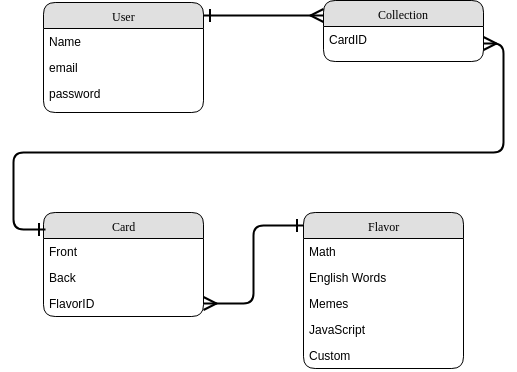 User
Name
email
password
Collection
CardID
Card
Front
Back
FlavorID
Flavor
Math
English Words
Memes
JavaScript
Custom